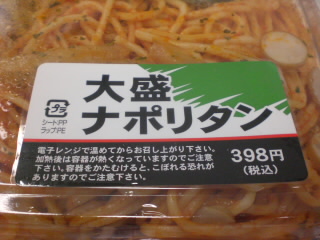 大盛
ナポリタン
プラ
シートPP
ラップPE
電子レンジで温めてからお召し上がり下さい。
加熱後は容器が熱くなっていますのでご注意
下さい。容器をかたむけると、こぼれる恐れが
ありますのでご注意下さい。
398円
(税込)